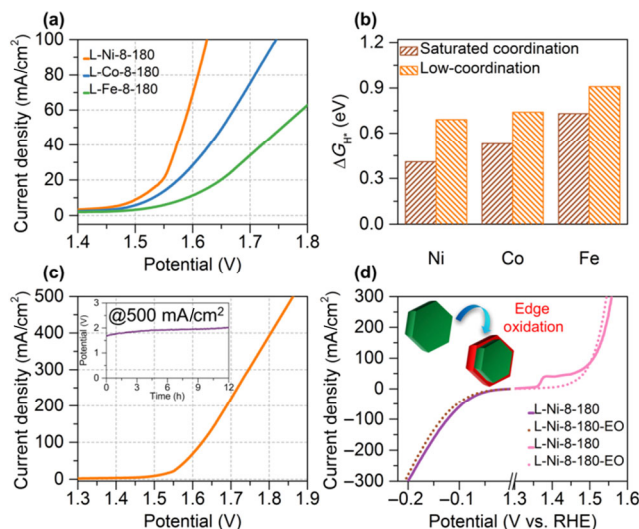 (a)
100
80
60
40
20
0
Current density (mA/cm²)
L-Ni-8-180
L-Co-8-180
L-Fe-8-180
1.4 1.5 1.6 1.7 1.8
Potential (V)
(b)
1.2
0.9
0.6
0.3
0.0
ΔG_H* (eV)
Saturated coordination
Low-coordination
Ni Co Fe
(c)
500
400
300
200
100
0
Current density (mA/cm²)
@500 mA/cm²
3
2
1
0
Potential (V)
0 3 6 9 12
Time (h)
1.3 1.4 1.5 1.6 1.7 1.8 1.9
Potential (V)
(d)
300
200
100
0
−100
−200
−300
Current density (mA/cm²)
Edge
oxidation
L-Ni-8-180
L-Ni-8-180-EO
L-Ni-8-180
L-Ni-8-180-EO
−0.2 −0.1 1.3 1.4 1.5 1.6
Potential (V vs. RHE)